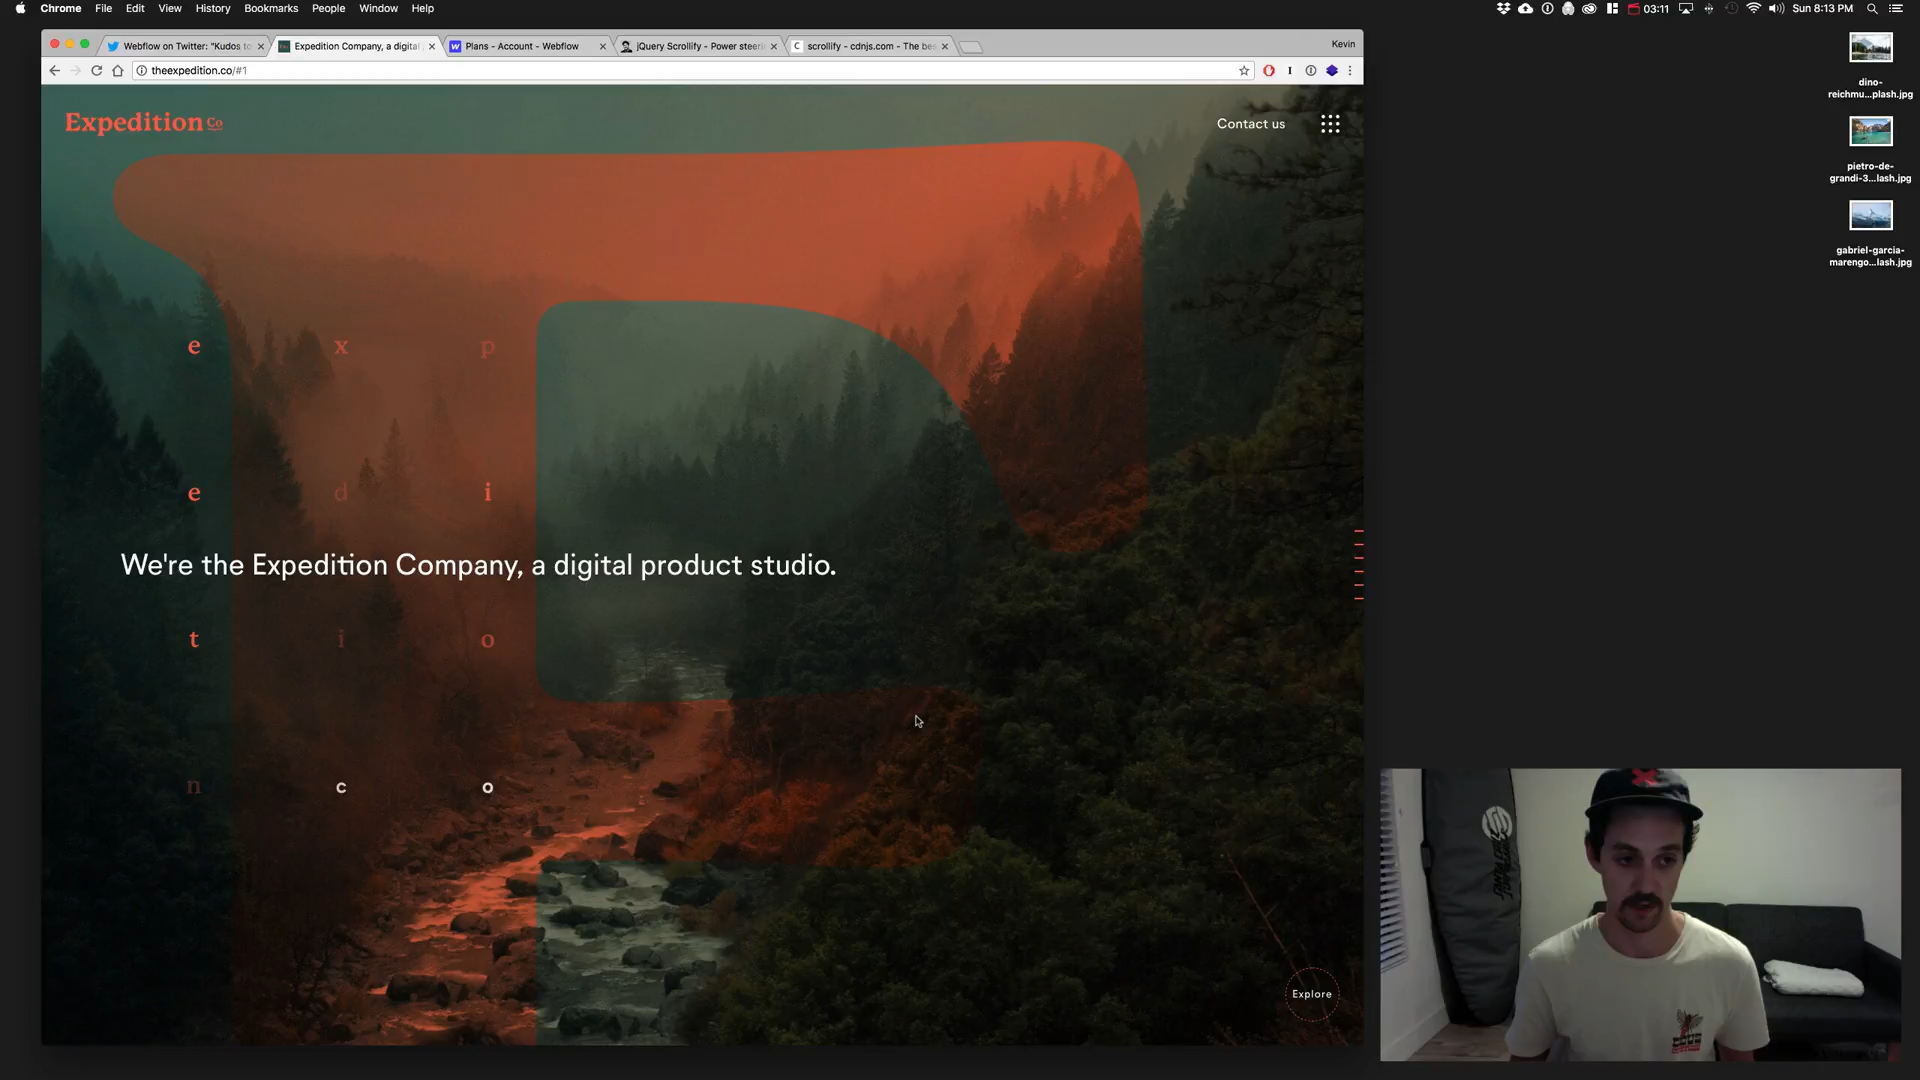 Chrome File Edit View History Bookmarks People Window Help
03:11 Sun 8:13 PM
Webflow on Twitter: "Kudos to
Expedition Company, a digital
Plans - Account - Webflow
jQuery Scrollify - Power steeri
scrollify - cdnjs.com - The bes
Kevin
theexpedition.co/#1
Expedition Co
Contact us
e x p
e d i
We're the Expedition Company, a digital product studio.
t i o
n c o
Explore
dino-
reichmu...plash.jpg
pietro-de-
grandi-3...lash.jpg
gabriel-garcia-
marengo...lash.jpg